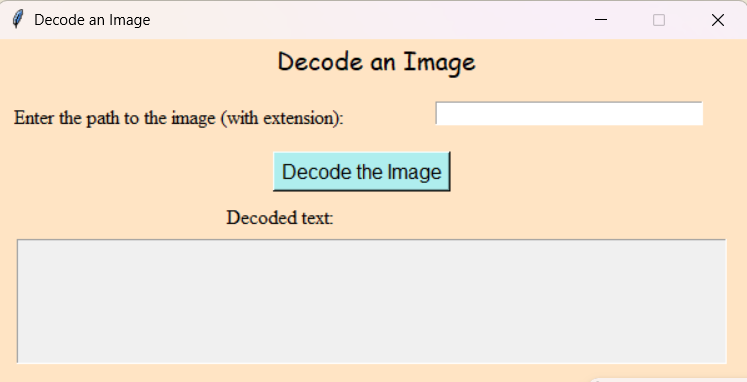 Decode an Image
Decode an Image
Enter the path to the image (with extension):
Decode the Image
Decoded text: